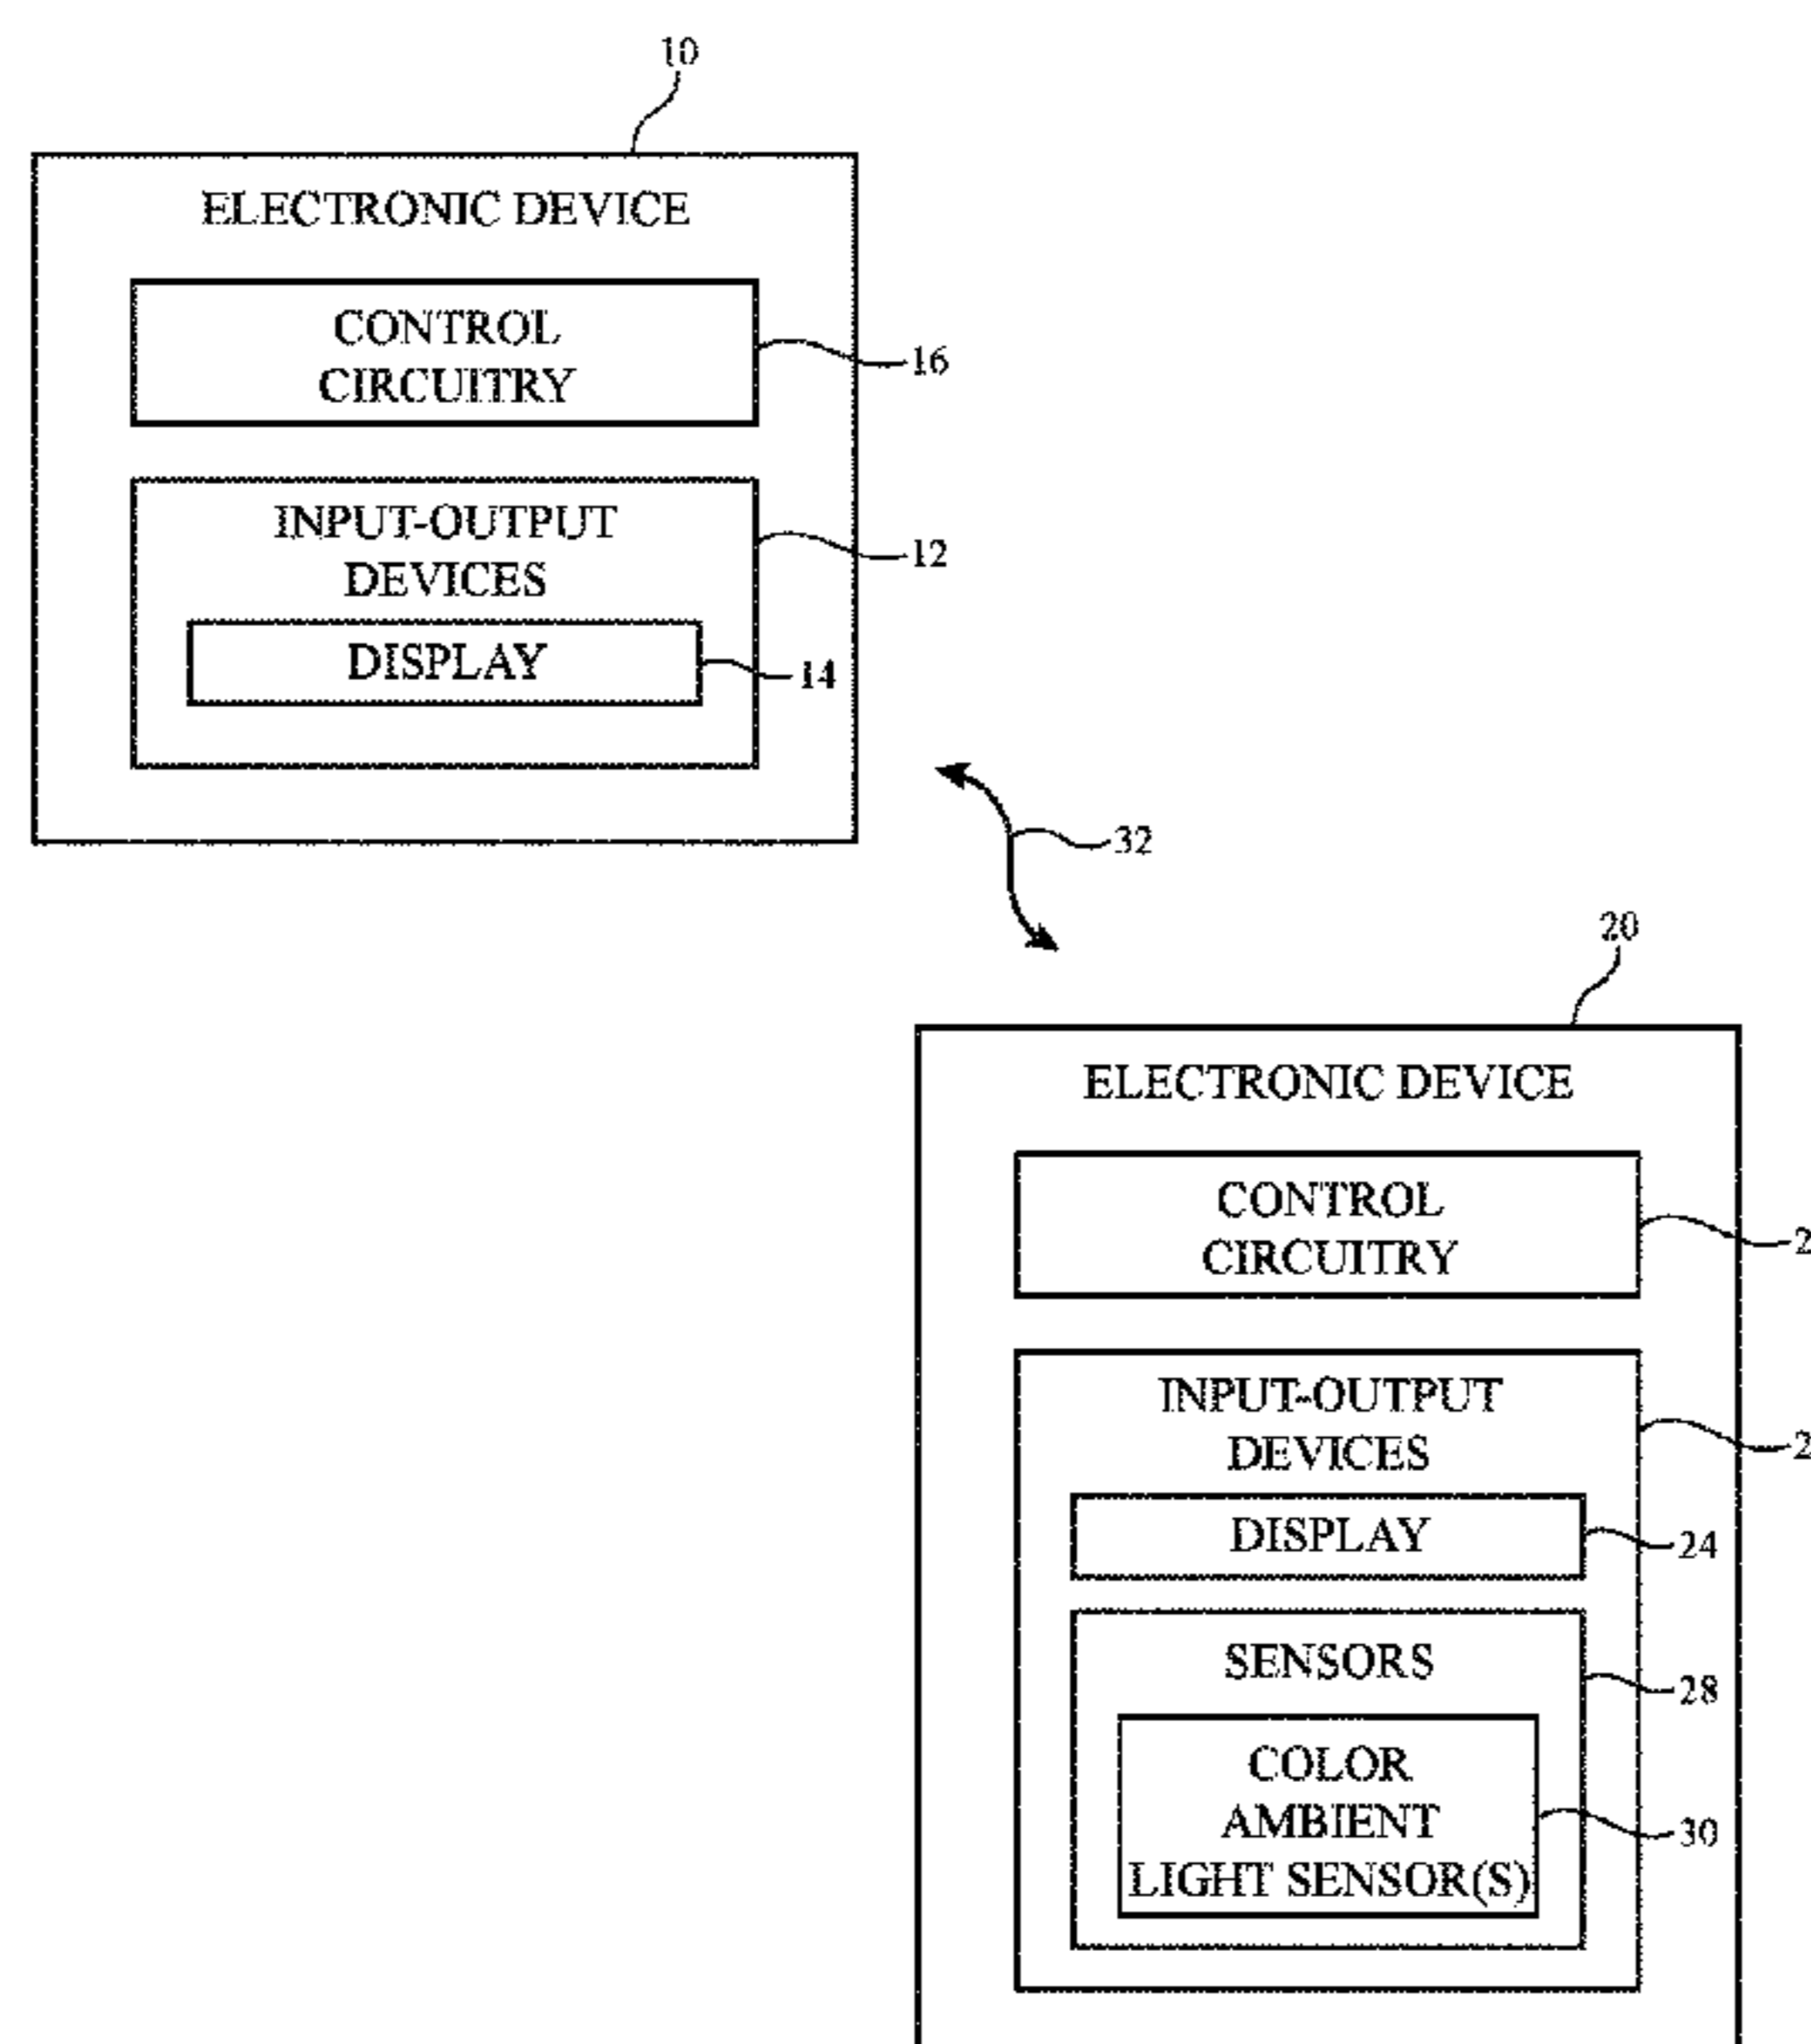 10
ELECTRONIC DEVICE
CONTROL
CIRCUITRY
16
INPUT-OUTPUT
DEVICES
12
DISPLAY
14
32
20
ELECTRONIC DEVICE
CONTROL
CIRCUITRY
INPUT-OUTPUT
DEVICES
DISPLAY
24
SENSORS
28
COLOR
AMBIENT
LIGHT SENSOR(S)
30